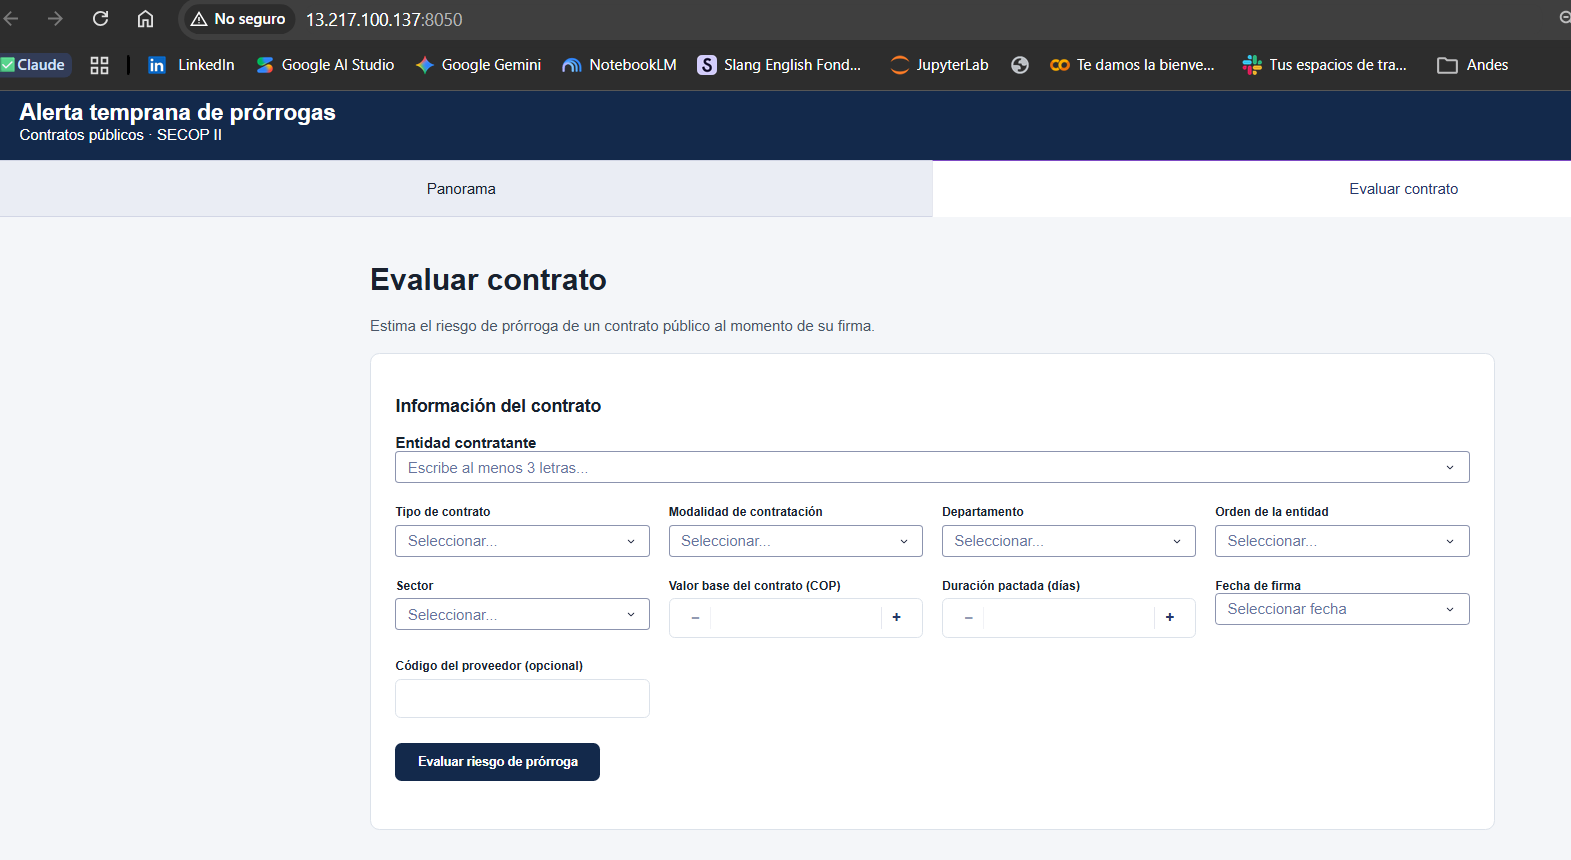 No seguro
13.217.100.137:8050
Claude
LinkedIn
Google AI Studio
Google Gemini
NotebookLM
S
Slang English Fond...
JupyterLab
Te damos la bienve...
Tus espacios de tra...
Andes
Alerta temprana de prórrogas
Contratos públicos · SECOP II
Panorama
Evaluar contrato
Evaluar contrato
Estima el riesgo de prórroga de un contrato público al momento de su firma.
Información del contrato
Entidad contratante
Escribe al menos 3 letras...
Tipo de contrato
Modalidad de contratación
Departamento
Orden de la entidad
Seleccionar...
Seleccionar...
Seleccionar...
Seleccionar...
Sector
Valor base del contrato (COP)
Duración pactada (días)
Fecha de firma
Seleccionar...
− +
− +
Seleccionar fecha
Código del proveedor (opcional)
Evaluar riesgo de prórroga